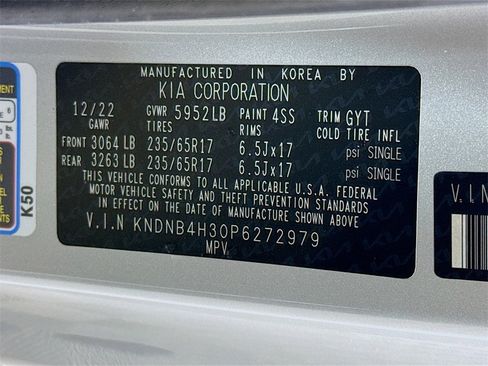 MANUFACTURED IN KOREA BY
KIA CORPORATION
12/22 GVWR 5952LB PAINT 4SS TRIM GYT
GAWR TIRES RIMS COLD TIRE INFL
FRONT 3064 LB 235/65R17 6.5Jx17 psi SINGLE
REAR 3263 LB 235/65R17 6.5Jx17 psi SINGLE
THIS VEHICLE CONFORMS TO ALL APPLICABLE U.S.A. FEDERAL
MOTOR VEHICLE SAFETY AND THEFT PREVENTION STANDARDS
IN EFFECT ON THE DATE OF MANUFACTURE SHOWN ABOVE.
V.I.N KNDNB4H30P6272979
MPV
K50
V.I.N